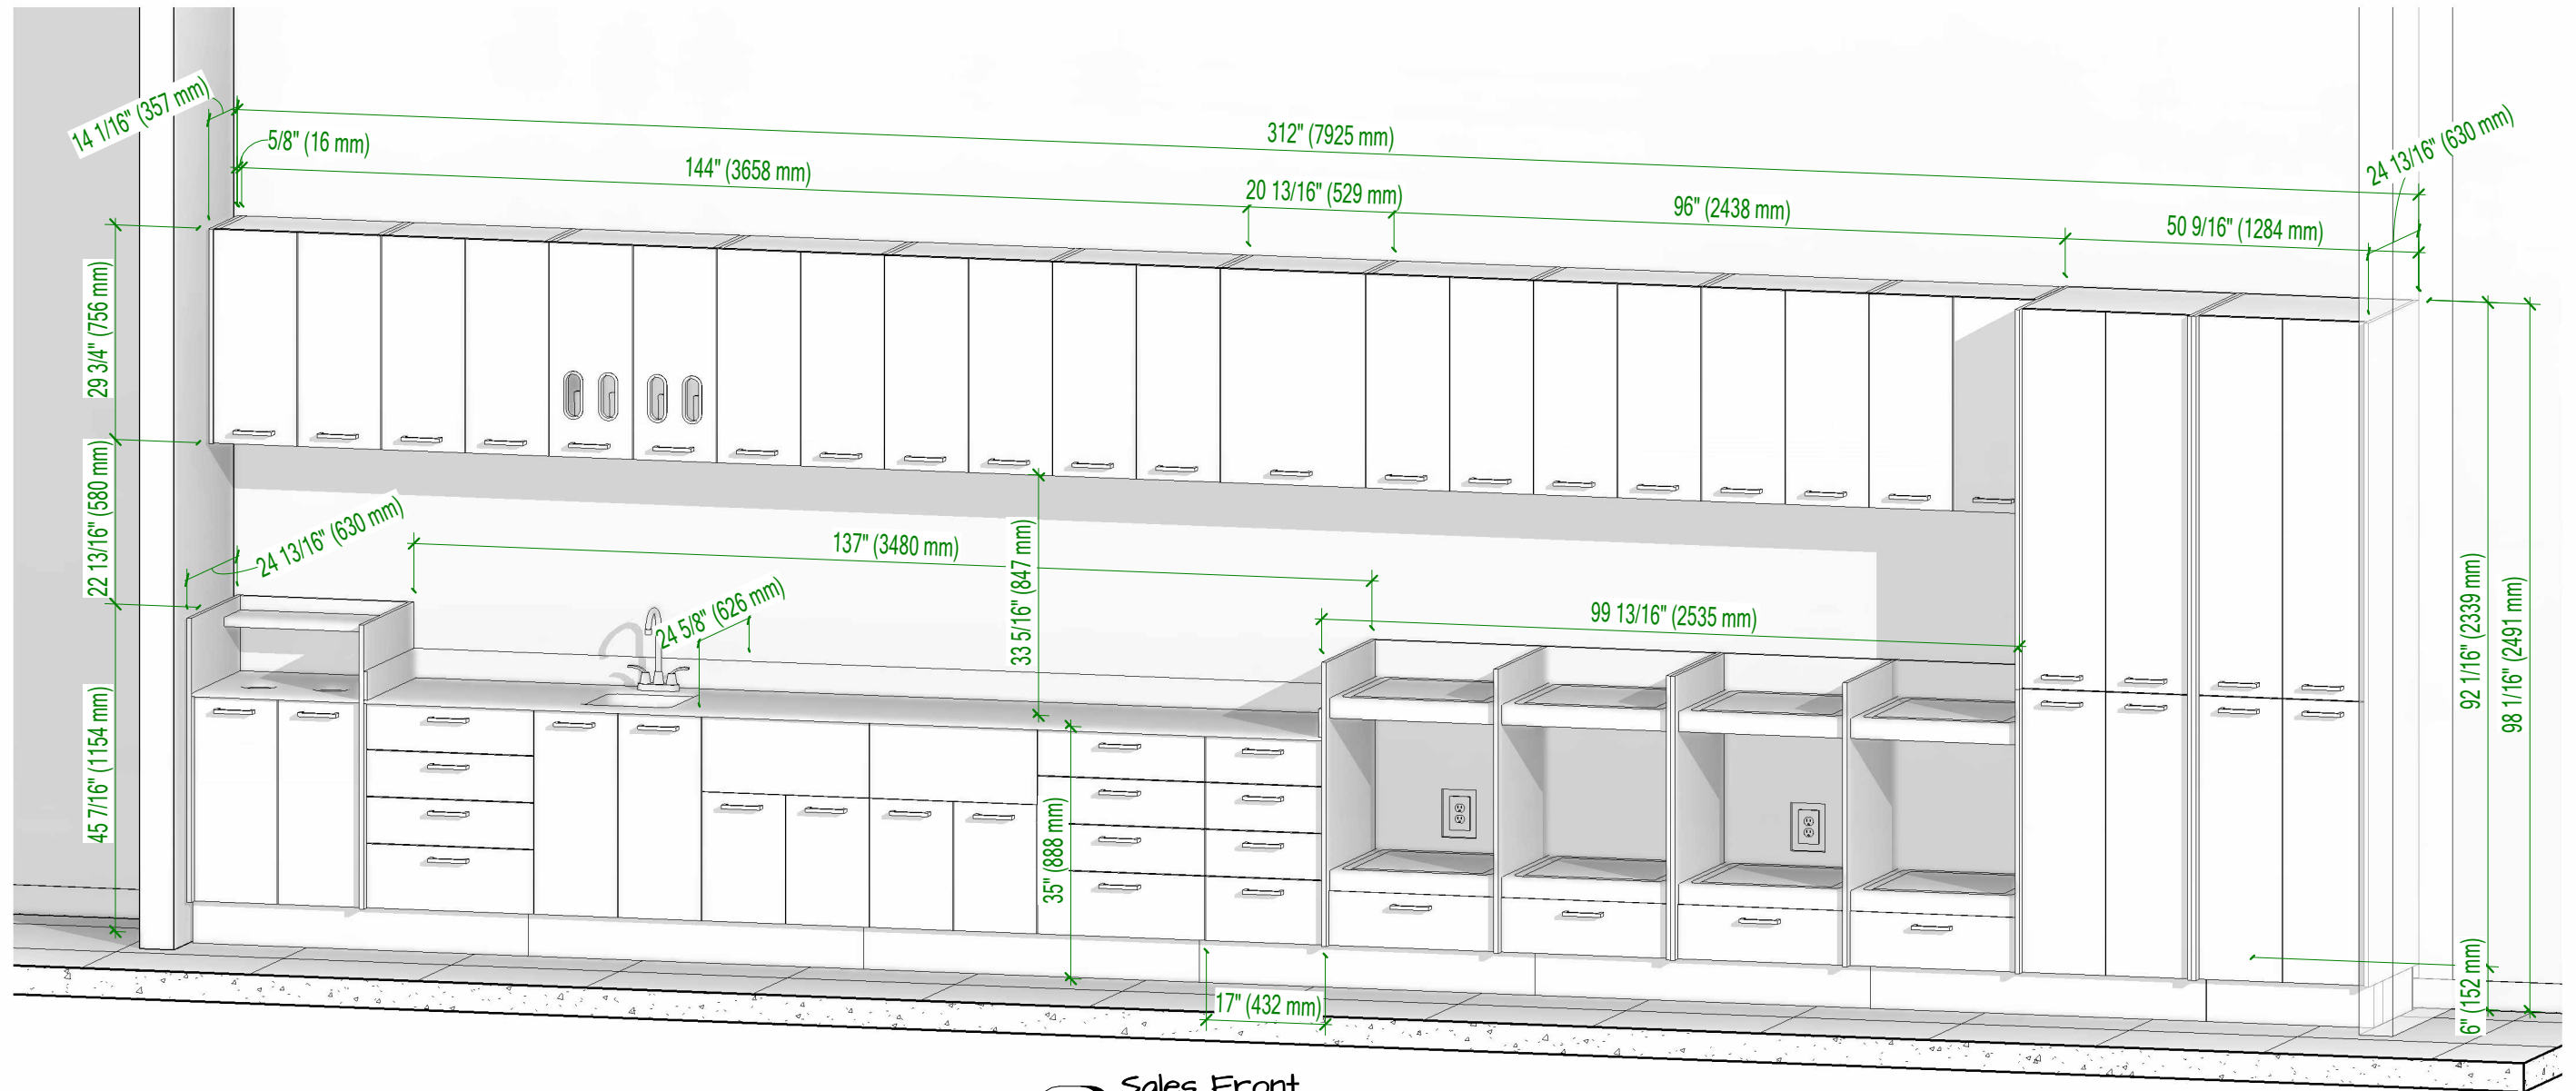 14 1/16" (357 mm)
5/8" (16 mm)
312" (7925 mm)
24 13/16" (630 mm)
144" (3658 mm)
20 13/16" (529 mm)
96" (2438 mm)
50 9/16" (1284 mm)
29 3/4" (756 mm)
22 13/16" (580 mm)
24 13/16" (630 mm)
137" (3480 mm)
33 5/16" (847 mm)
24 5/8" (626 mm)
99 13/16" (2535 mm)
92 1/16" (2339 mm)
98 1/16" (2491 mm)
45 7/16" (1154 mm)
35" (888 mm)
17" (432 mm)
6" (152 mm)
Sales Front